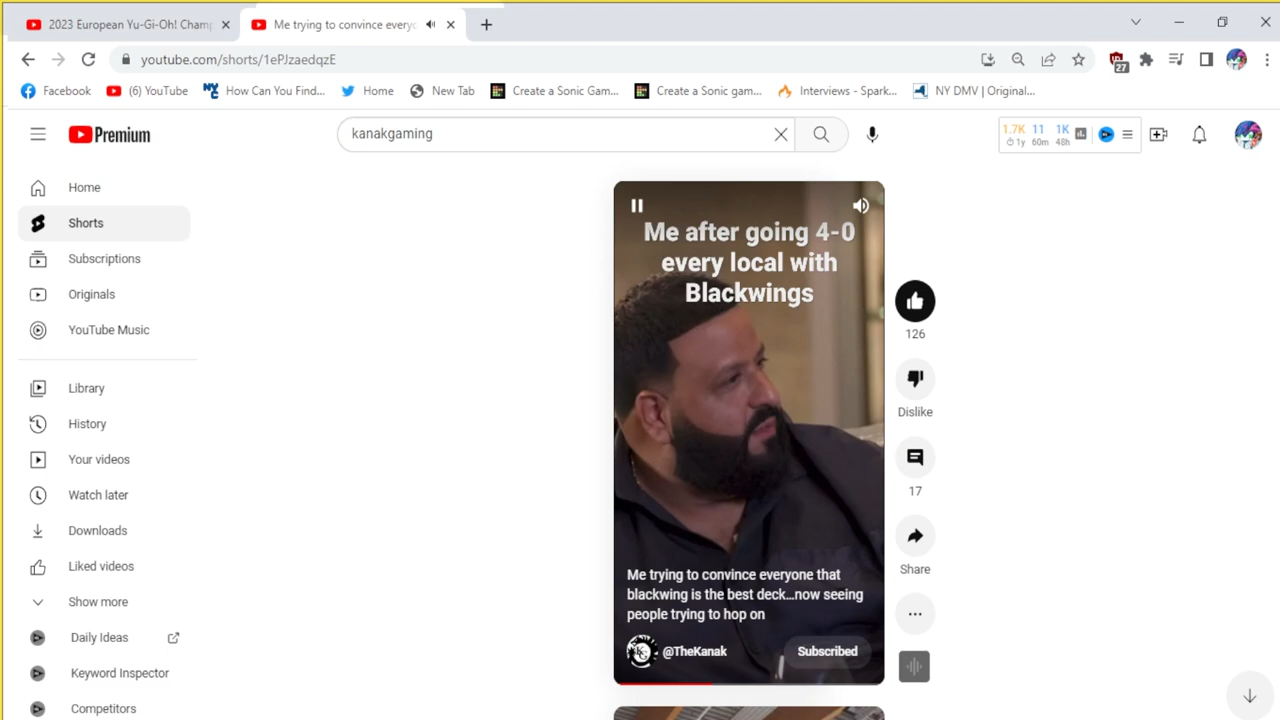 2023 European Yu-Gi-Oh! Champ
Me trying to convince everyo
youtube.com/shorts/1ePJzaedqzE
27
Facebook
(6) YouTube
NYC
How Can You Find...
Home
New Tab
Create a Sonic Gam...
Create a Sonic gam...
Interviews - Spark...
NY DMV | Original...
Premium
kanakgaming
1.7K 11 1K
1y 60m 48h
Home
Shorts
Subscriptions
Originals
YouTube Music
Library
History
Your videos
Watch later
Downloads
Liked videos
Show more
Daily Ideas
Keyword Inspector
Competitors
Me after going 4-0
every local with
Blackwings
Me trying to convince everyone that
blackwing is the best deck...now seeing
people trying to hop on
@TheKanak
Subscribed
126
Dislike
17
Share